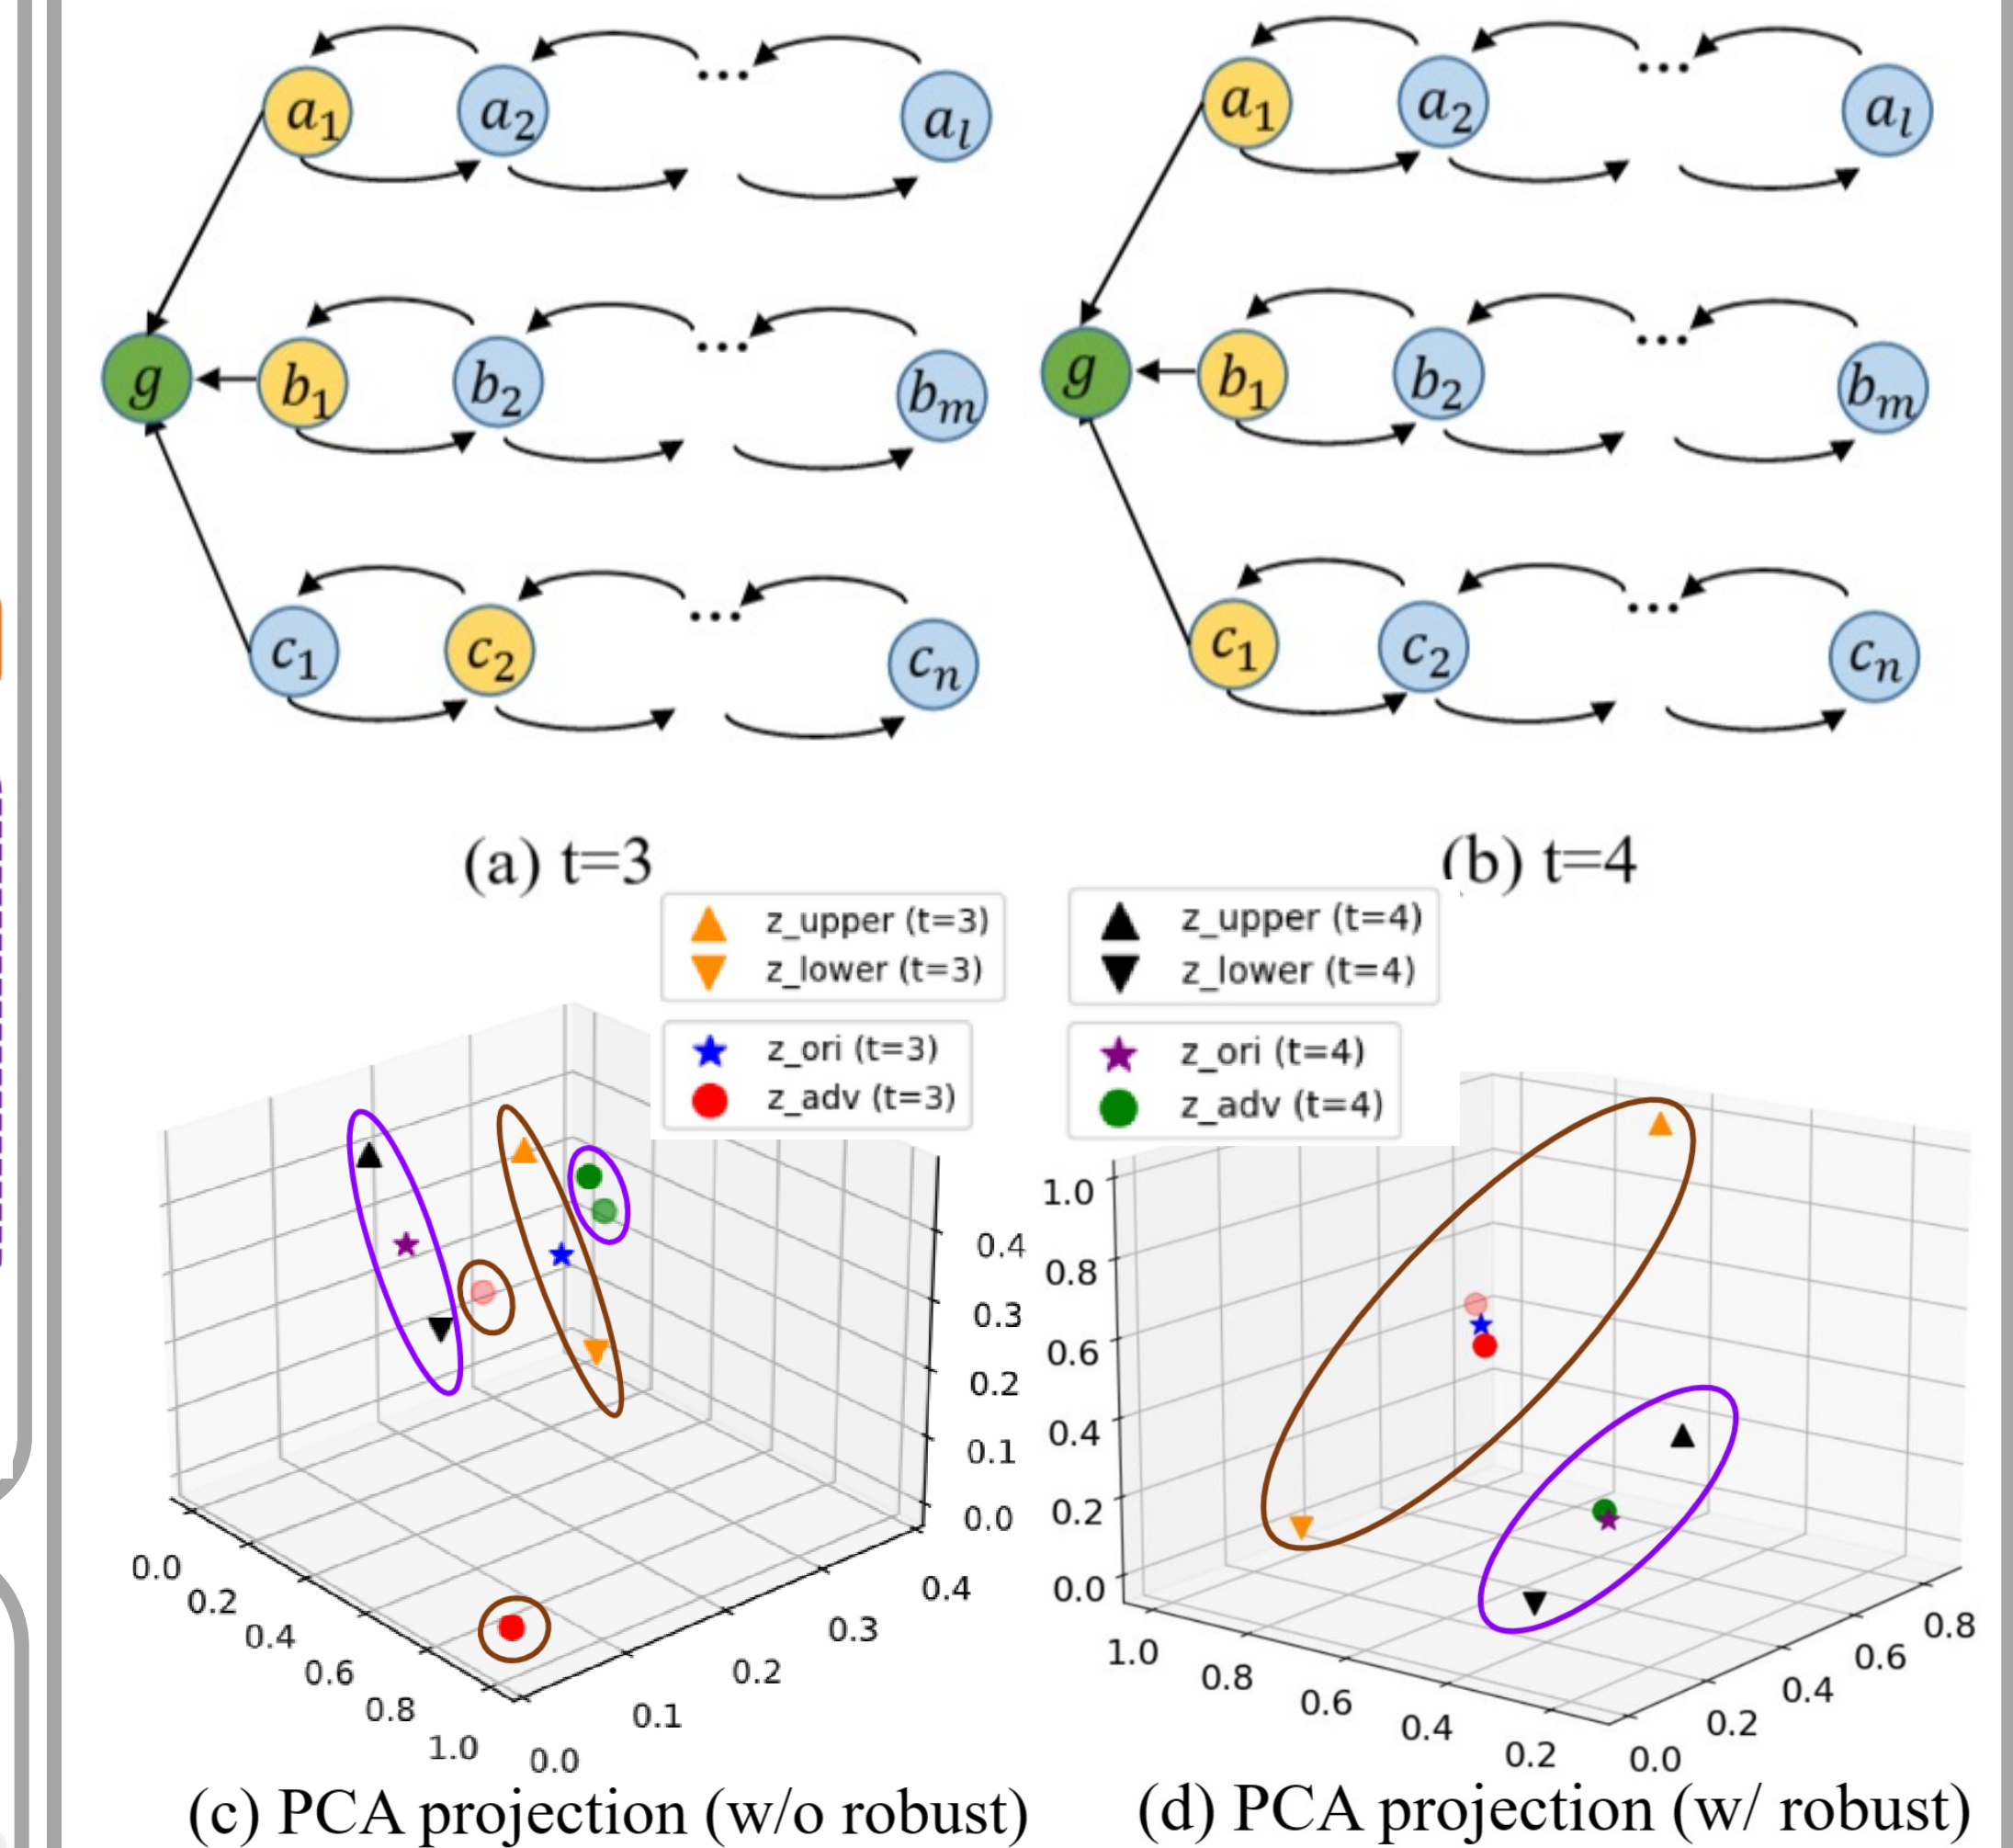 a₁ a₂ ... aₗ
a₁ a₂ ... aₗ
g b₁ b₂ ... bₘ
g b₁ b₂ ... bₘ
c₁ c₂ ... cₙ
c₁ c₂ ... cₙ
(a) t=3
(b) t=4
z_upper (t=3)
z_lower (t=3)
z_ori (t=3)
z_adv (t=3)
z_upper (t=4)
z_lower (t=4)
z_ori (t=4)
z_adv (t=4)
0.4
0.3
0.2
0.1
0.0
0.0
0.2
0.4
0.6
0.8
1.0
0.0
0.1
0.2
0.3
0.4
(c) PCA projection (w/o robust)
1.0
0.8
0.6
0.4
0.2
0.0
1.0
0.8
0.6
0.4
0.2
0.0
0.2
0.4
0.6
0.8
(d) PCA projection (w/ robust)